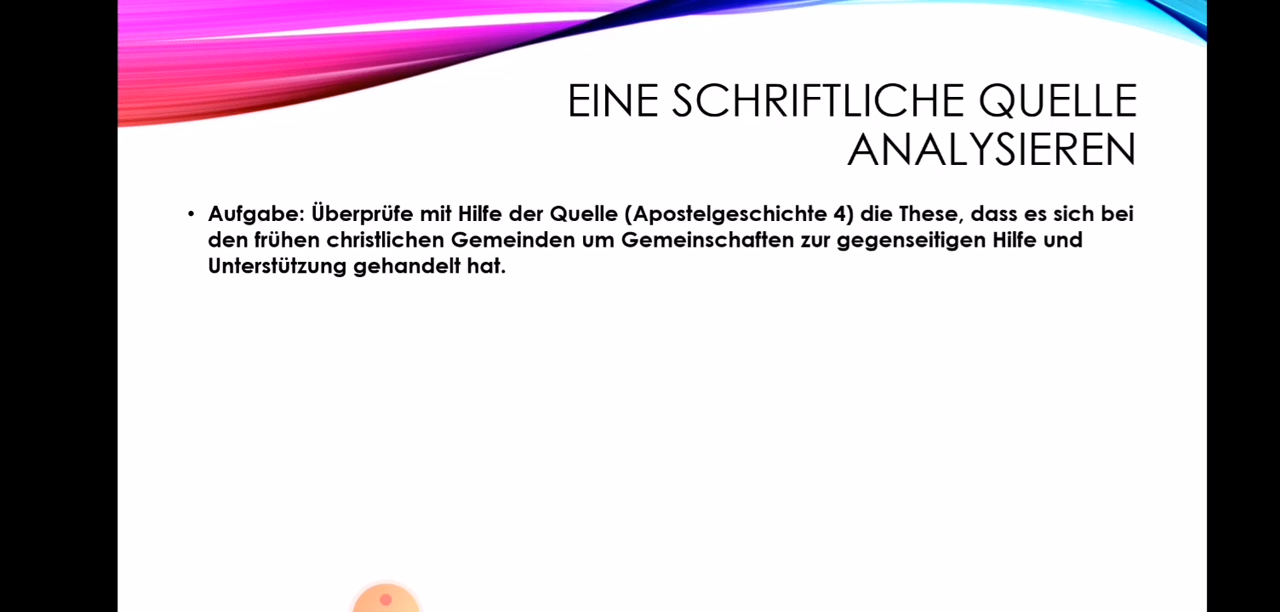 EINE SCHRIFTLICHE QUELLE
ANALYSIEREN
• Aufgabe: Überprüfe mit Hilfe der Quelle (Apostelgeschichte 4) die These, dass es sich bei
den frühen christlichen Gemeinden um Gemeinschaften zur gegenseitigen Hilfe und
Unterstützung gehandelt hat.